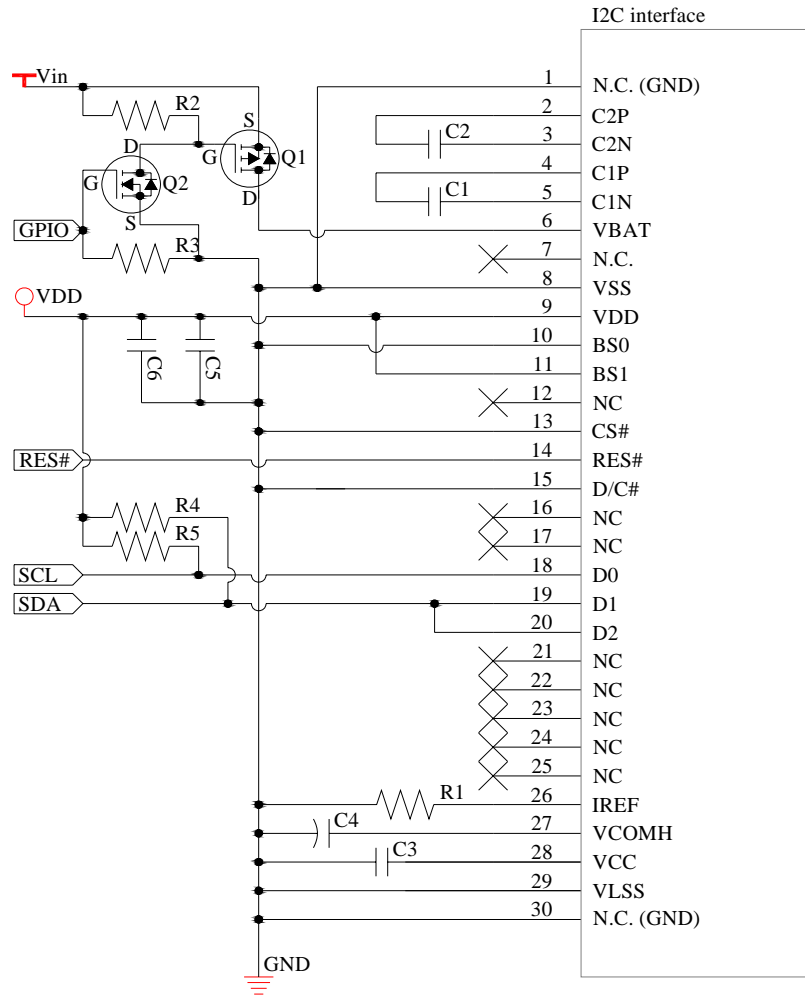 I2C interface
Vin
R2
S
G
Q1
D
D
G
Q2
S
GPIO
R3
VDD
C6
C5
RES#
R4
R5
SCL
SDA
C2
C1
R1
C4
C3
GND
1 N.C. (GND)
2 C2P
3 C2N
4 C1P
5 C1N
6 VBAT
7 N.C.
8 VSS
9 VDD
10 BS0
11 BS1
12 NC
13 CS#
14 RES#
15 D/C#
16 NC
17 NC
18 D0
19 D1
20 D2
21 NC
22 NC
23 NC
24 NC
25 NC
26 IREF
27 VCOMH
28 VCC
29 VLSS
30 N.C. (GND)